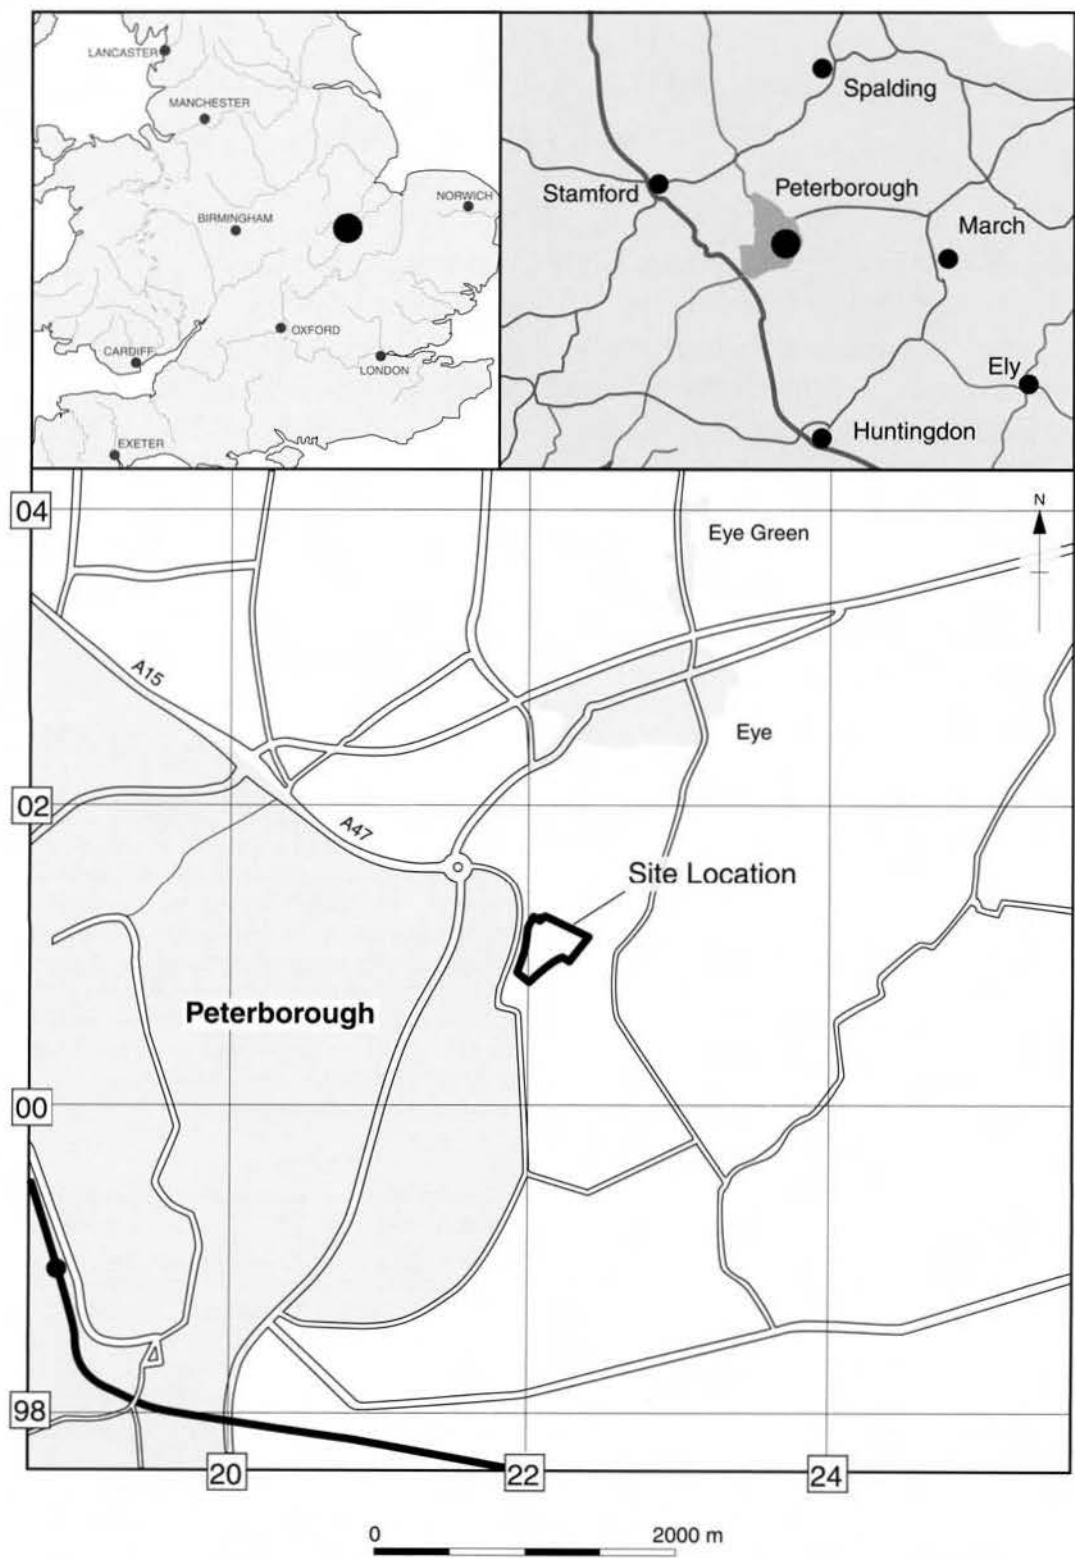 LANCASTER
MANCHESTER
NORWICH
BIRMINGHAM
OXFORD
CARDIFF
LONDON
EXETER
Spalding
Stamford
Peterborough
March
Ely
Huntingdon
04
Eye Green
N
A15
Eye
02
A47
Site Location
Peterborough
00
98
20
22
24
0
2000 m